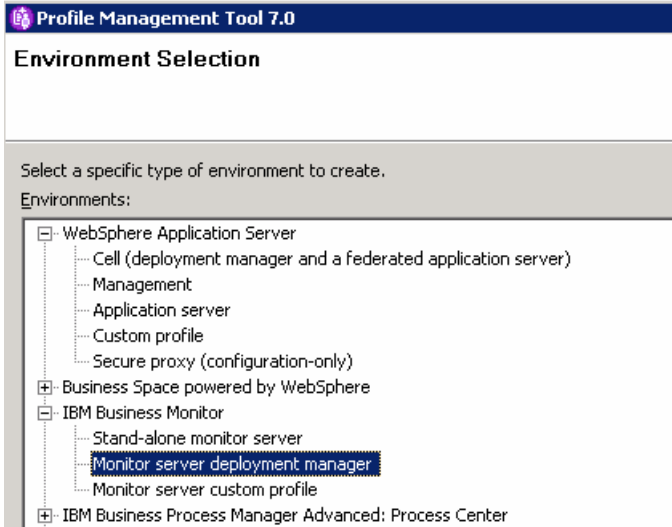 Profile Management Tool 7.0
Environment Selection
Select a specific type of environment to create.
Environments:
WebSphere Application Server
Cell (deployment manager and a federated application server)
Management
Application server
Custom profile
Secure proxy (configuration-only)
Business Space powered by WebSphere
IBM Business Monitor
Stand-alone monitor server
Monitor server deployment manager
Monitor server custom profile
IBM Business Process Manager Advanced: Process Center